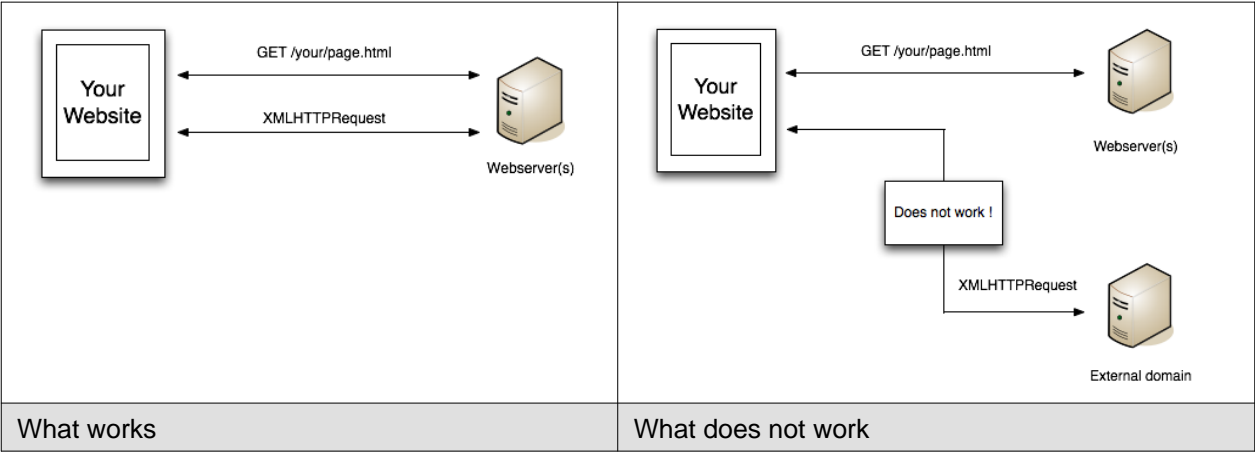 GET /your/page.html
Your
Website
XMLHTTPRequest
Webserver(s)
What works
GET /your/page.html
Your
Website
Webserver(s)
Does not work !
XMLHTTPRequest
External domain
What does not work